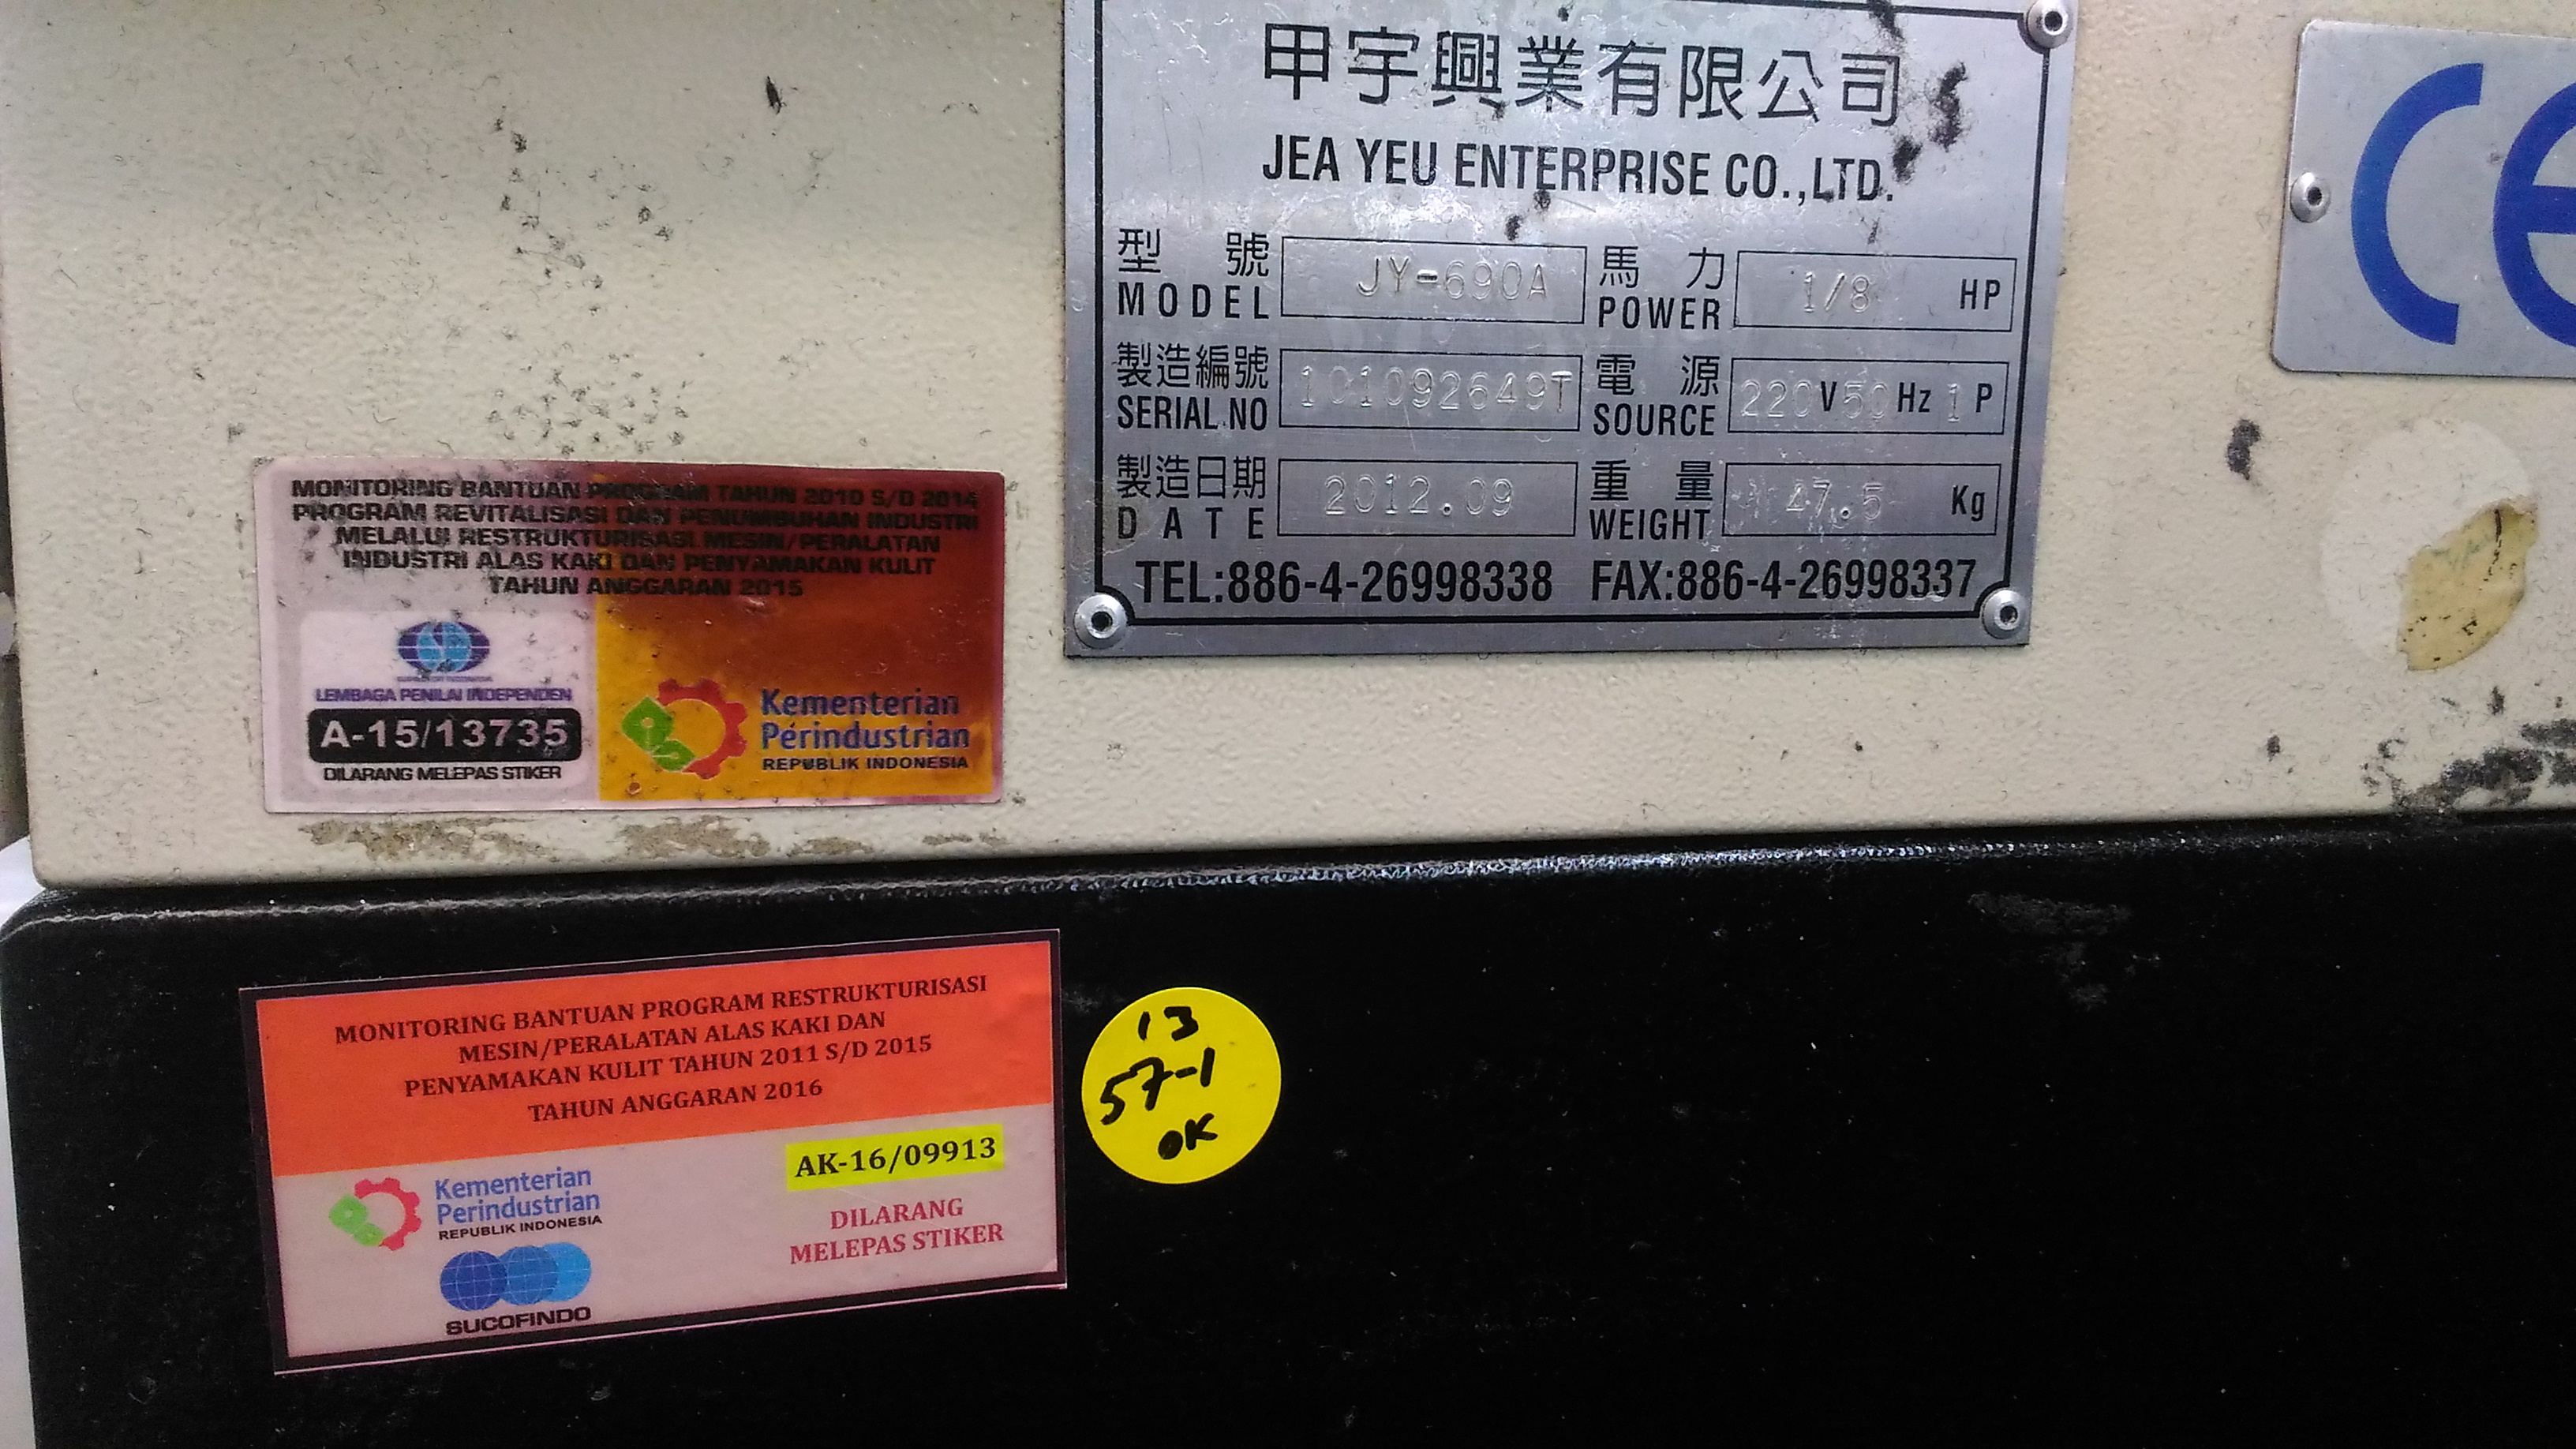 甲宇興業有限公司
JEA YEU ENTERPRISE CO.,LTD.
型號 馬力
MODEL JY-690A POWER 1/8 HP
製造編號 電源
SERIAL NO 101092649T SOURCE 220V50Hz 1P
製造日期 重量
DATE 2012.09 WEIGHT 47.5 Kg
TEL:886-4-26998338 FAX:886-4-26998337
CE
MONITORING BANTUAN PROGRAM TAHUN 2010 S/D 2014
PROGRAM REVITALISASI DAN PENUMBUHAN INDUSTRI
MELALUI RESTRUKTURISASI MESIN/PERALATAN
INDUSTRI ALAS KAKI DAN PENYAMAKAN KULIT
TAHUN ANGGARAN 2015
LEMBAGA PENILAI INDEPENDEN
A-15/13735
DILARANG MELEPAS STIKER
Kementerian
Perindustrian
REPUBLIK INDONESIA
MONITORING BANTUAN PROGRAM RESTRUKTURISASI
MESIN/PERALATAN ALAS KAKI DAN
PENYAMAKAN KULIT TAHUN 2011 S/D 2015
TAHUN ANGGARAN 2016
Kementerian
Perindustrian
REPUBLIK INDONESIA
SUCOFINDO
AK-16/09913
DILARANG
MELEPAS STIKER
13
57-1
OK